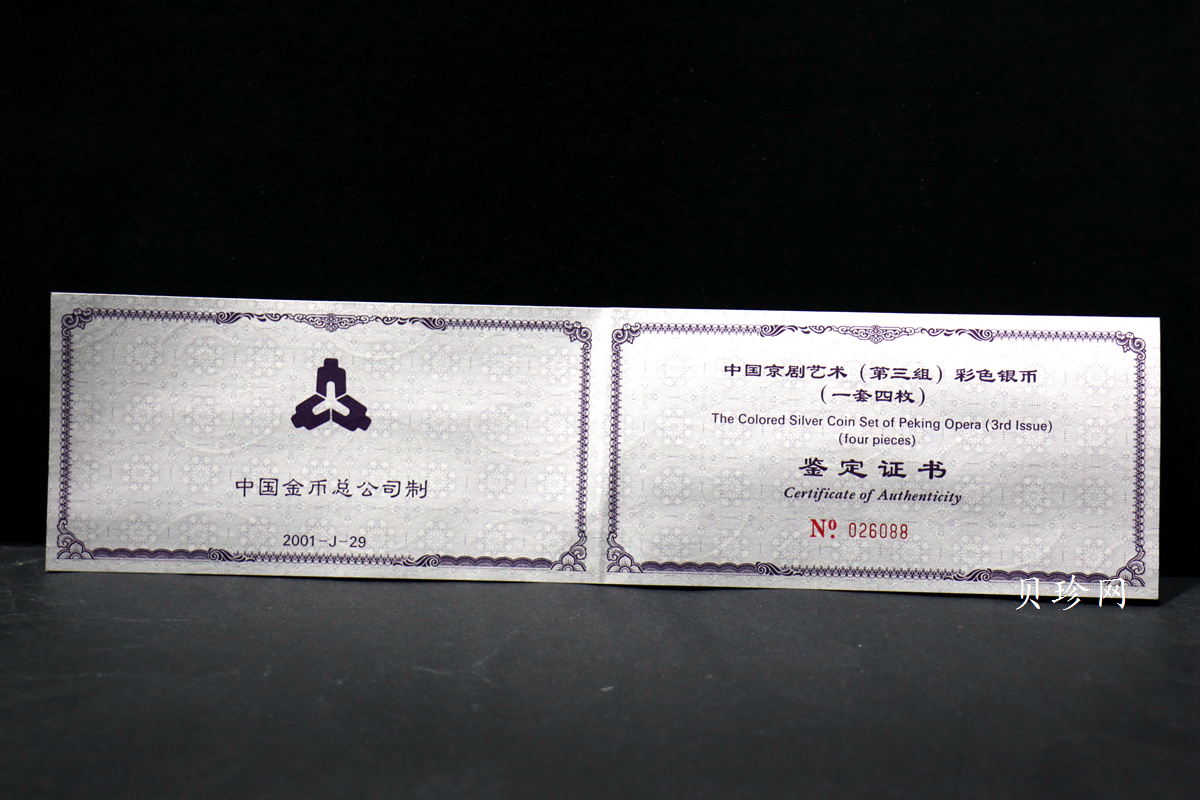 中国金币总公司制
2001-J-29
中国京剧艺术（第三组）彩色银币
（一套四枚）
The Colored Silver Coin Set of Peking Opera (3rd Issue)
(four pieces)
鉴定证书
Certificate of Authenticity
Nº 026088
贝珍网